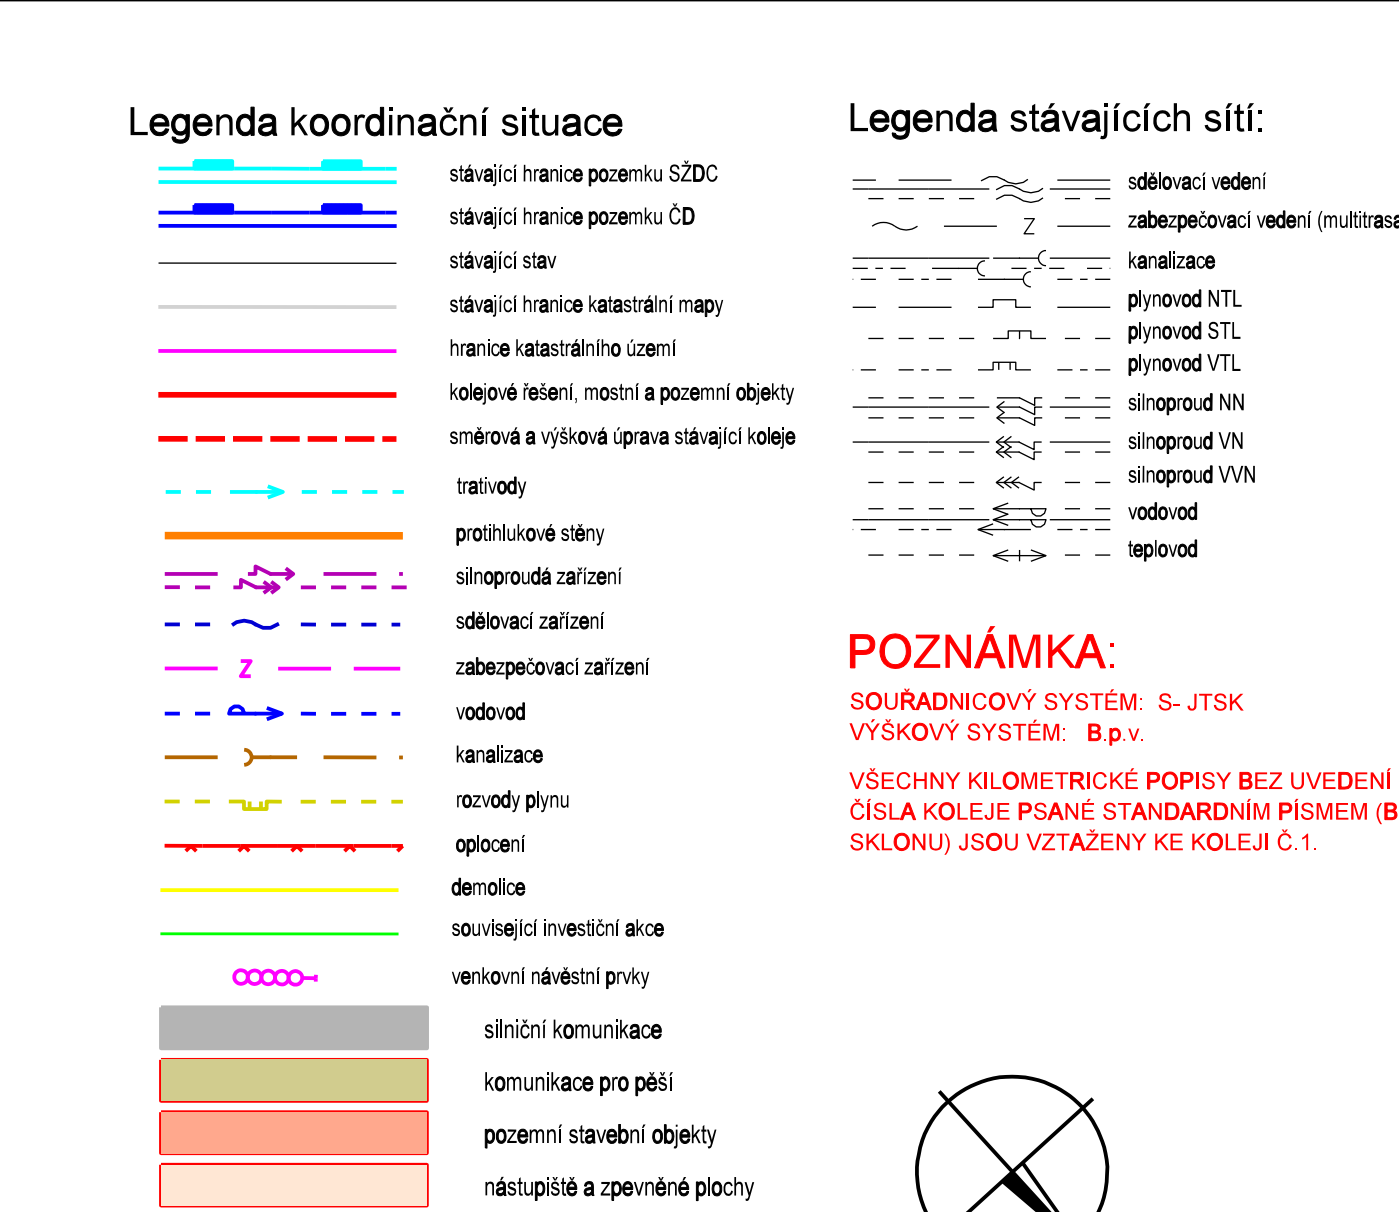 Legenda koordinační situace
stávající hranice pozemku SŽDC
stávající hranice pozemku ČD
stávající stav
stávající hranice katastrální mapy
hranice katastrálního území
kolejové řešení, mostní a pozemní objekty
směrová a výšková úprava stávající koleje
trativody
protihlukové stěny
silnoproudá zařízení
sdělovací zařízení
Z zabezpečovací zařízení
vodovod
kanalizace
rozvody plynu
oplocení
demolice
související investiční akce
venkovní návěstní prvky
silniční komunikace
komunikace pro pěší
pozemní stavební objekty
nástupiště a zpevněné plochy
Legenda stávajících sítí:
sdělovací vedení
Z zabezpečovací vedení (multitrasa
kanalizace
plynovod NTL
plynovod STL
plynovod VTL
silnoproud NN
silnoproud VN
silnoproud VVN
vodovod
teplovod
POZNÁMKA:
SOUŘADNICOVÝ SYSTÉM: S- JTSK
VÝŠKOVÝ SYSTÉM: B.p.v.
VŠECHNY KILOMETRICKÉ POPISY BEZ UVEDENÍ
ČÍSLA KOLEJE PSANÉ STANDARDNÍM PÍSMEM (B
SKLONU) JSOU VZTAŽENY KE KOLEJI Č.1.